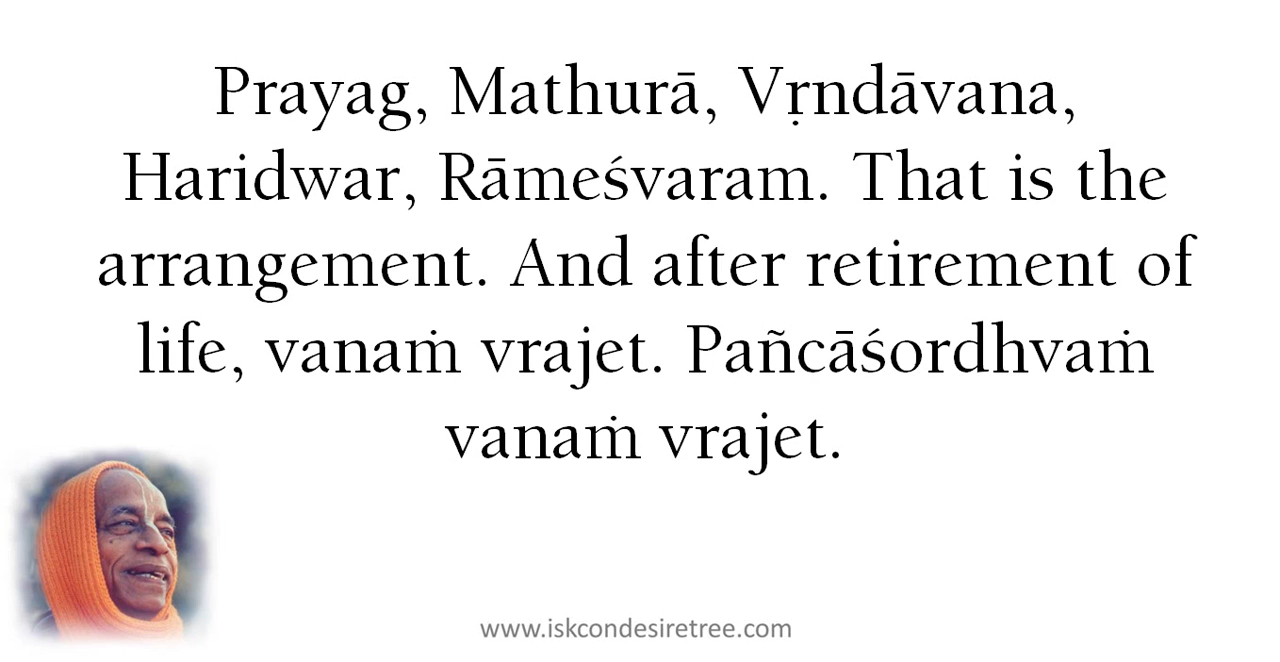 Prayag, Mathurā, Vṛndāvana,
Haridwar, Rāmeśvaram. That is the
arrangement. And after retirement of
life, vanaṁ vrajet. Pañcāśordhvaṁ
vanaṁ vrajet.
www.iskcondesiretree.com